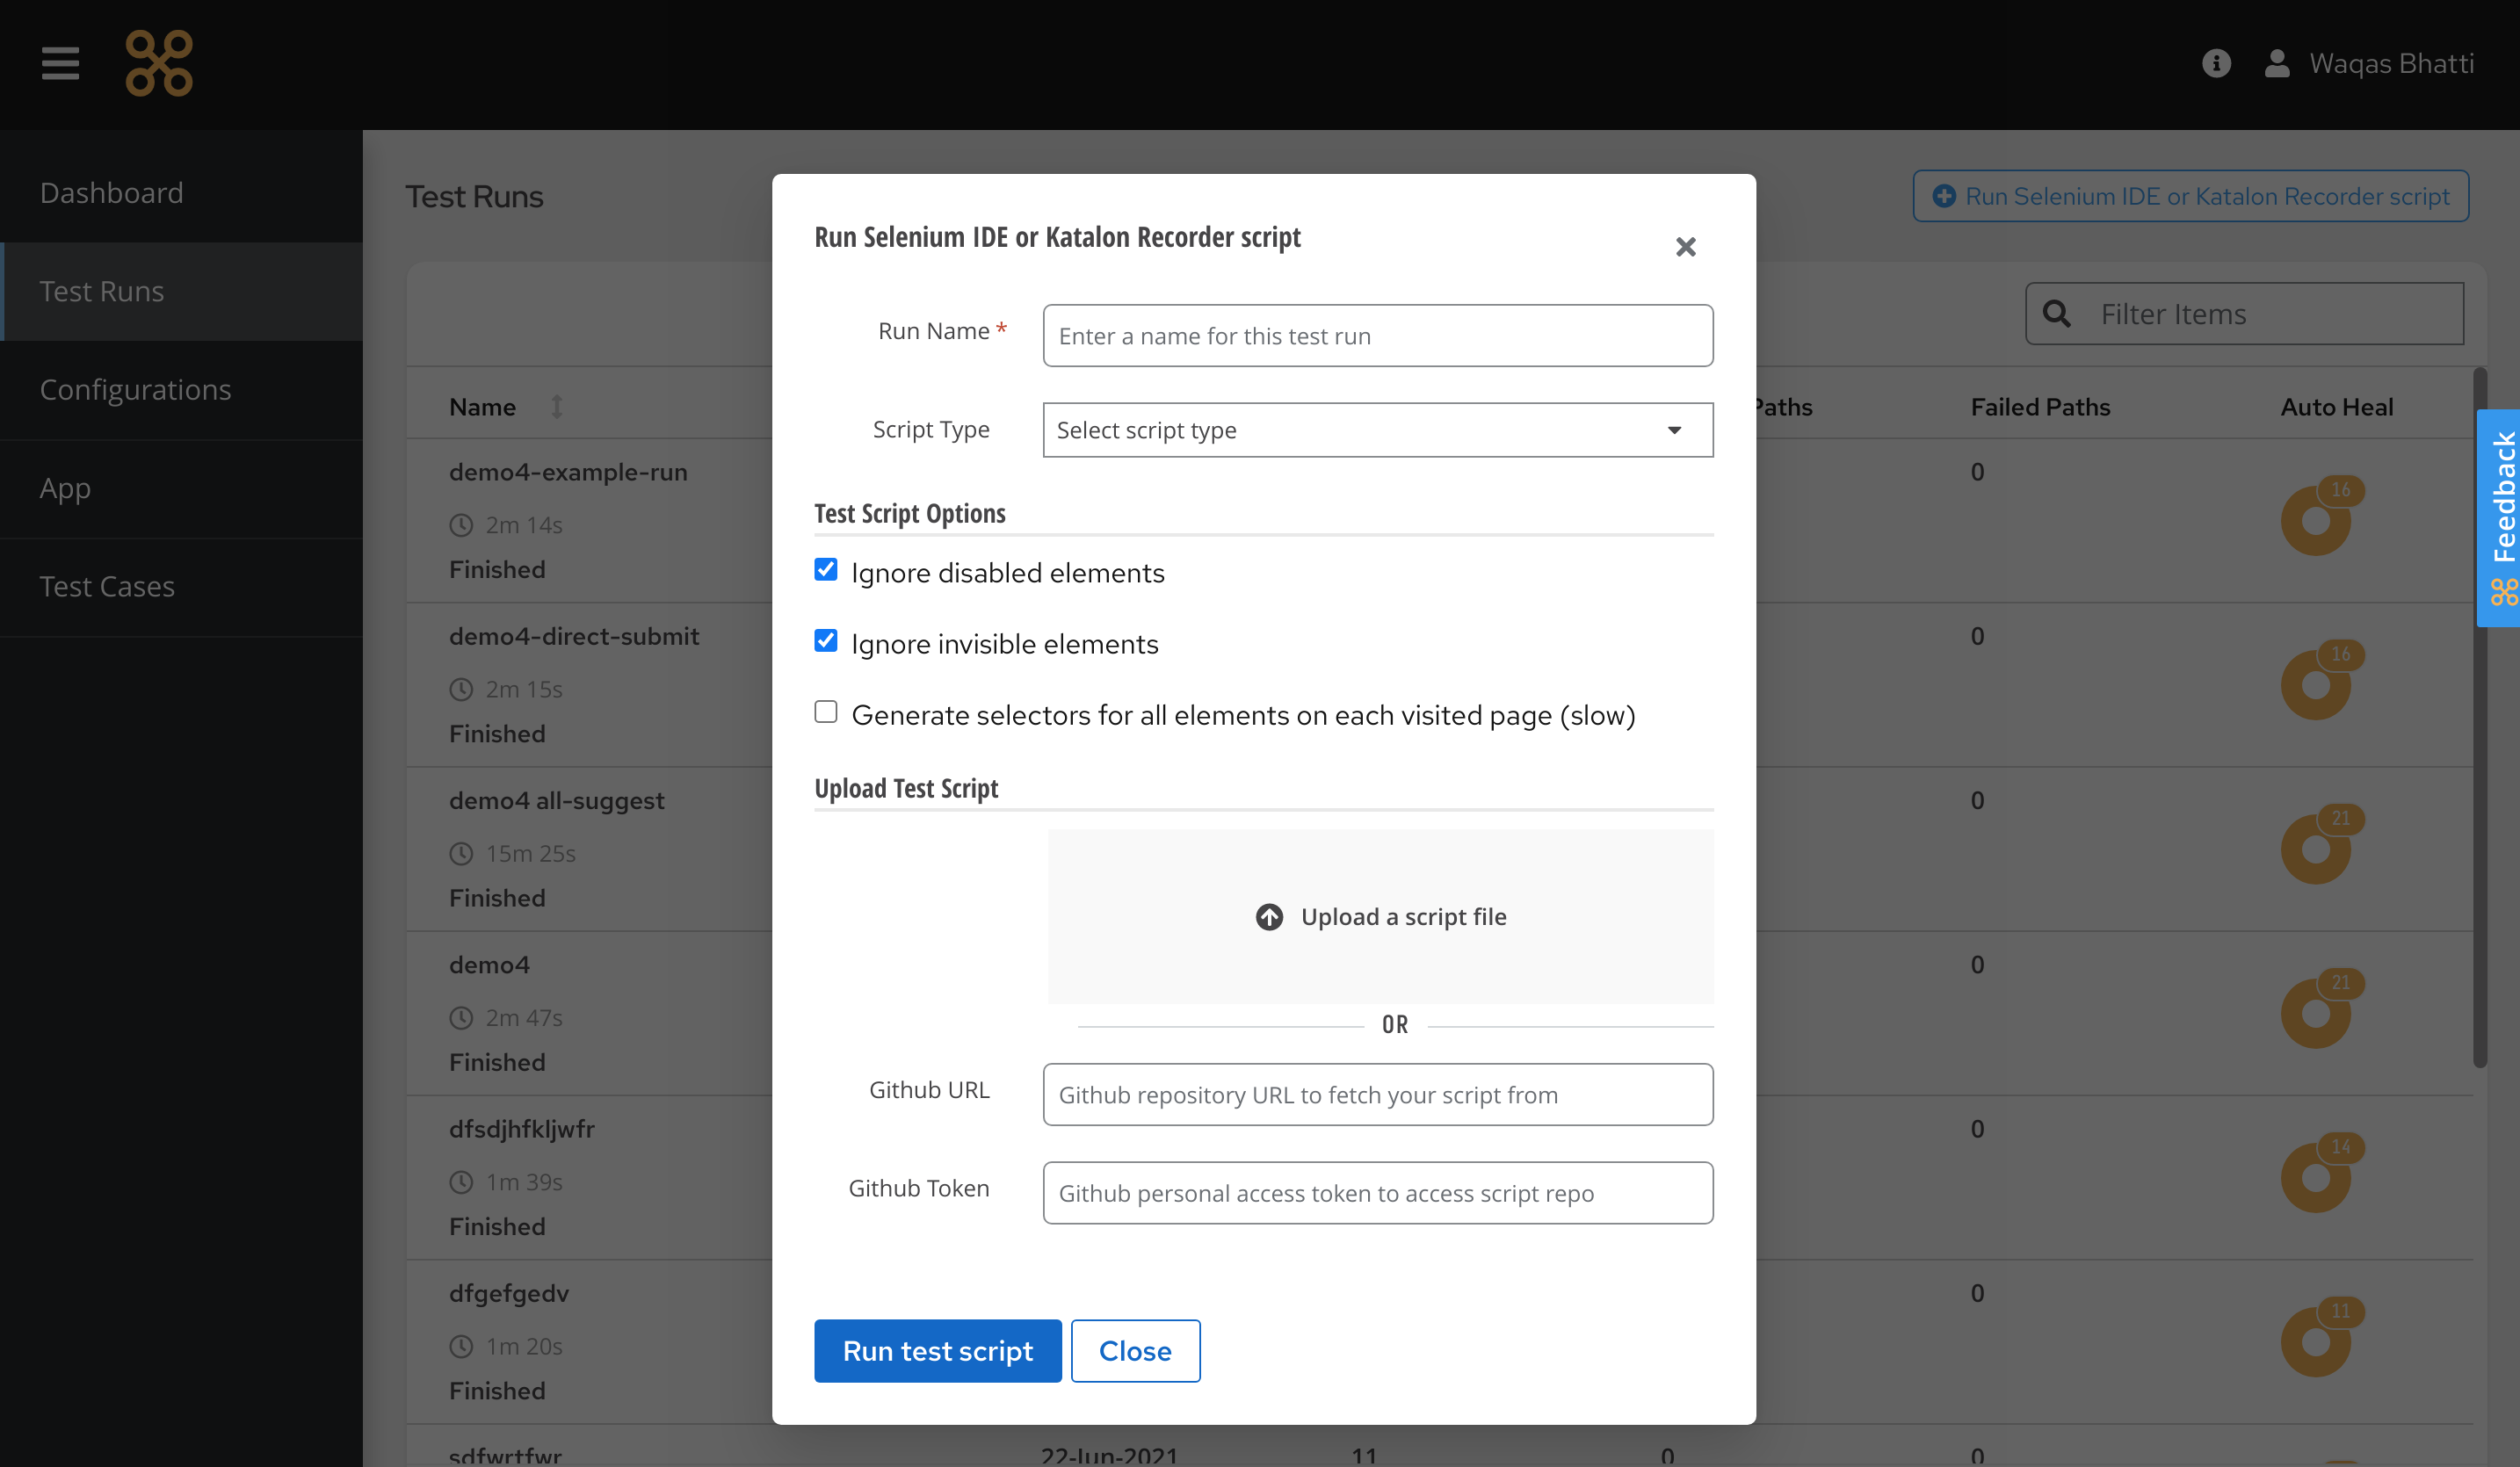 Waqas Bhatti
Dashboard
Test Runs
Configurations
App
Test Cases
Test Runs
Run Selenium IDE or Katalon Recorder script
Filter Items
Name
Paths
Failed Paths
Auto Heal
demo4-example-run
2m 14s
Finished
0
16
demo4-direct-submit
2m 15s
Finished
0
16
demo4 all-suggest
15m 25s
Finished
0
21
demo4
2m 47s
Finished
0
21
dfsdjhfkljwfr
1m 39s
Finished
0
14
dfgefgedv
1m 20s
Finished
0
11
sdfwrtfwr
22-Jun-2021
11
0
0
Feedback
Run Selenium IDE or Katalon Recorder script
Run Name *
Enter a name for this test run
Script Type
Select script type
Test Script Options
Ignore disabled elements
Ignore invisible elements
Generate selectors for all elements on each visited page (slow)
Upload Test Script
Upload a script file
OR
Github URL
Github repository URL to fetch your script from
Github Token
Github personal access token to access script repo
Run test script
Close